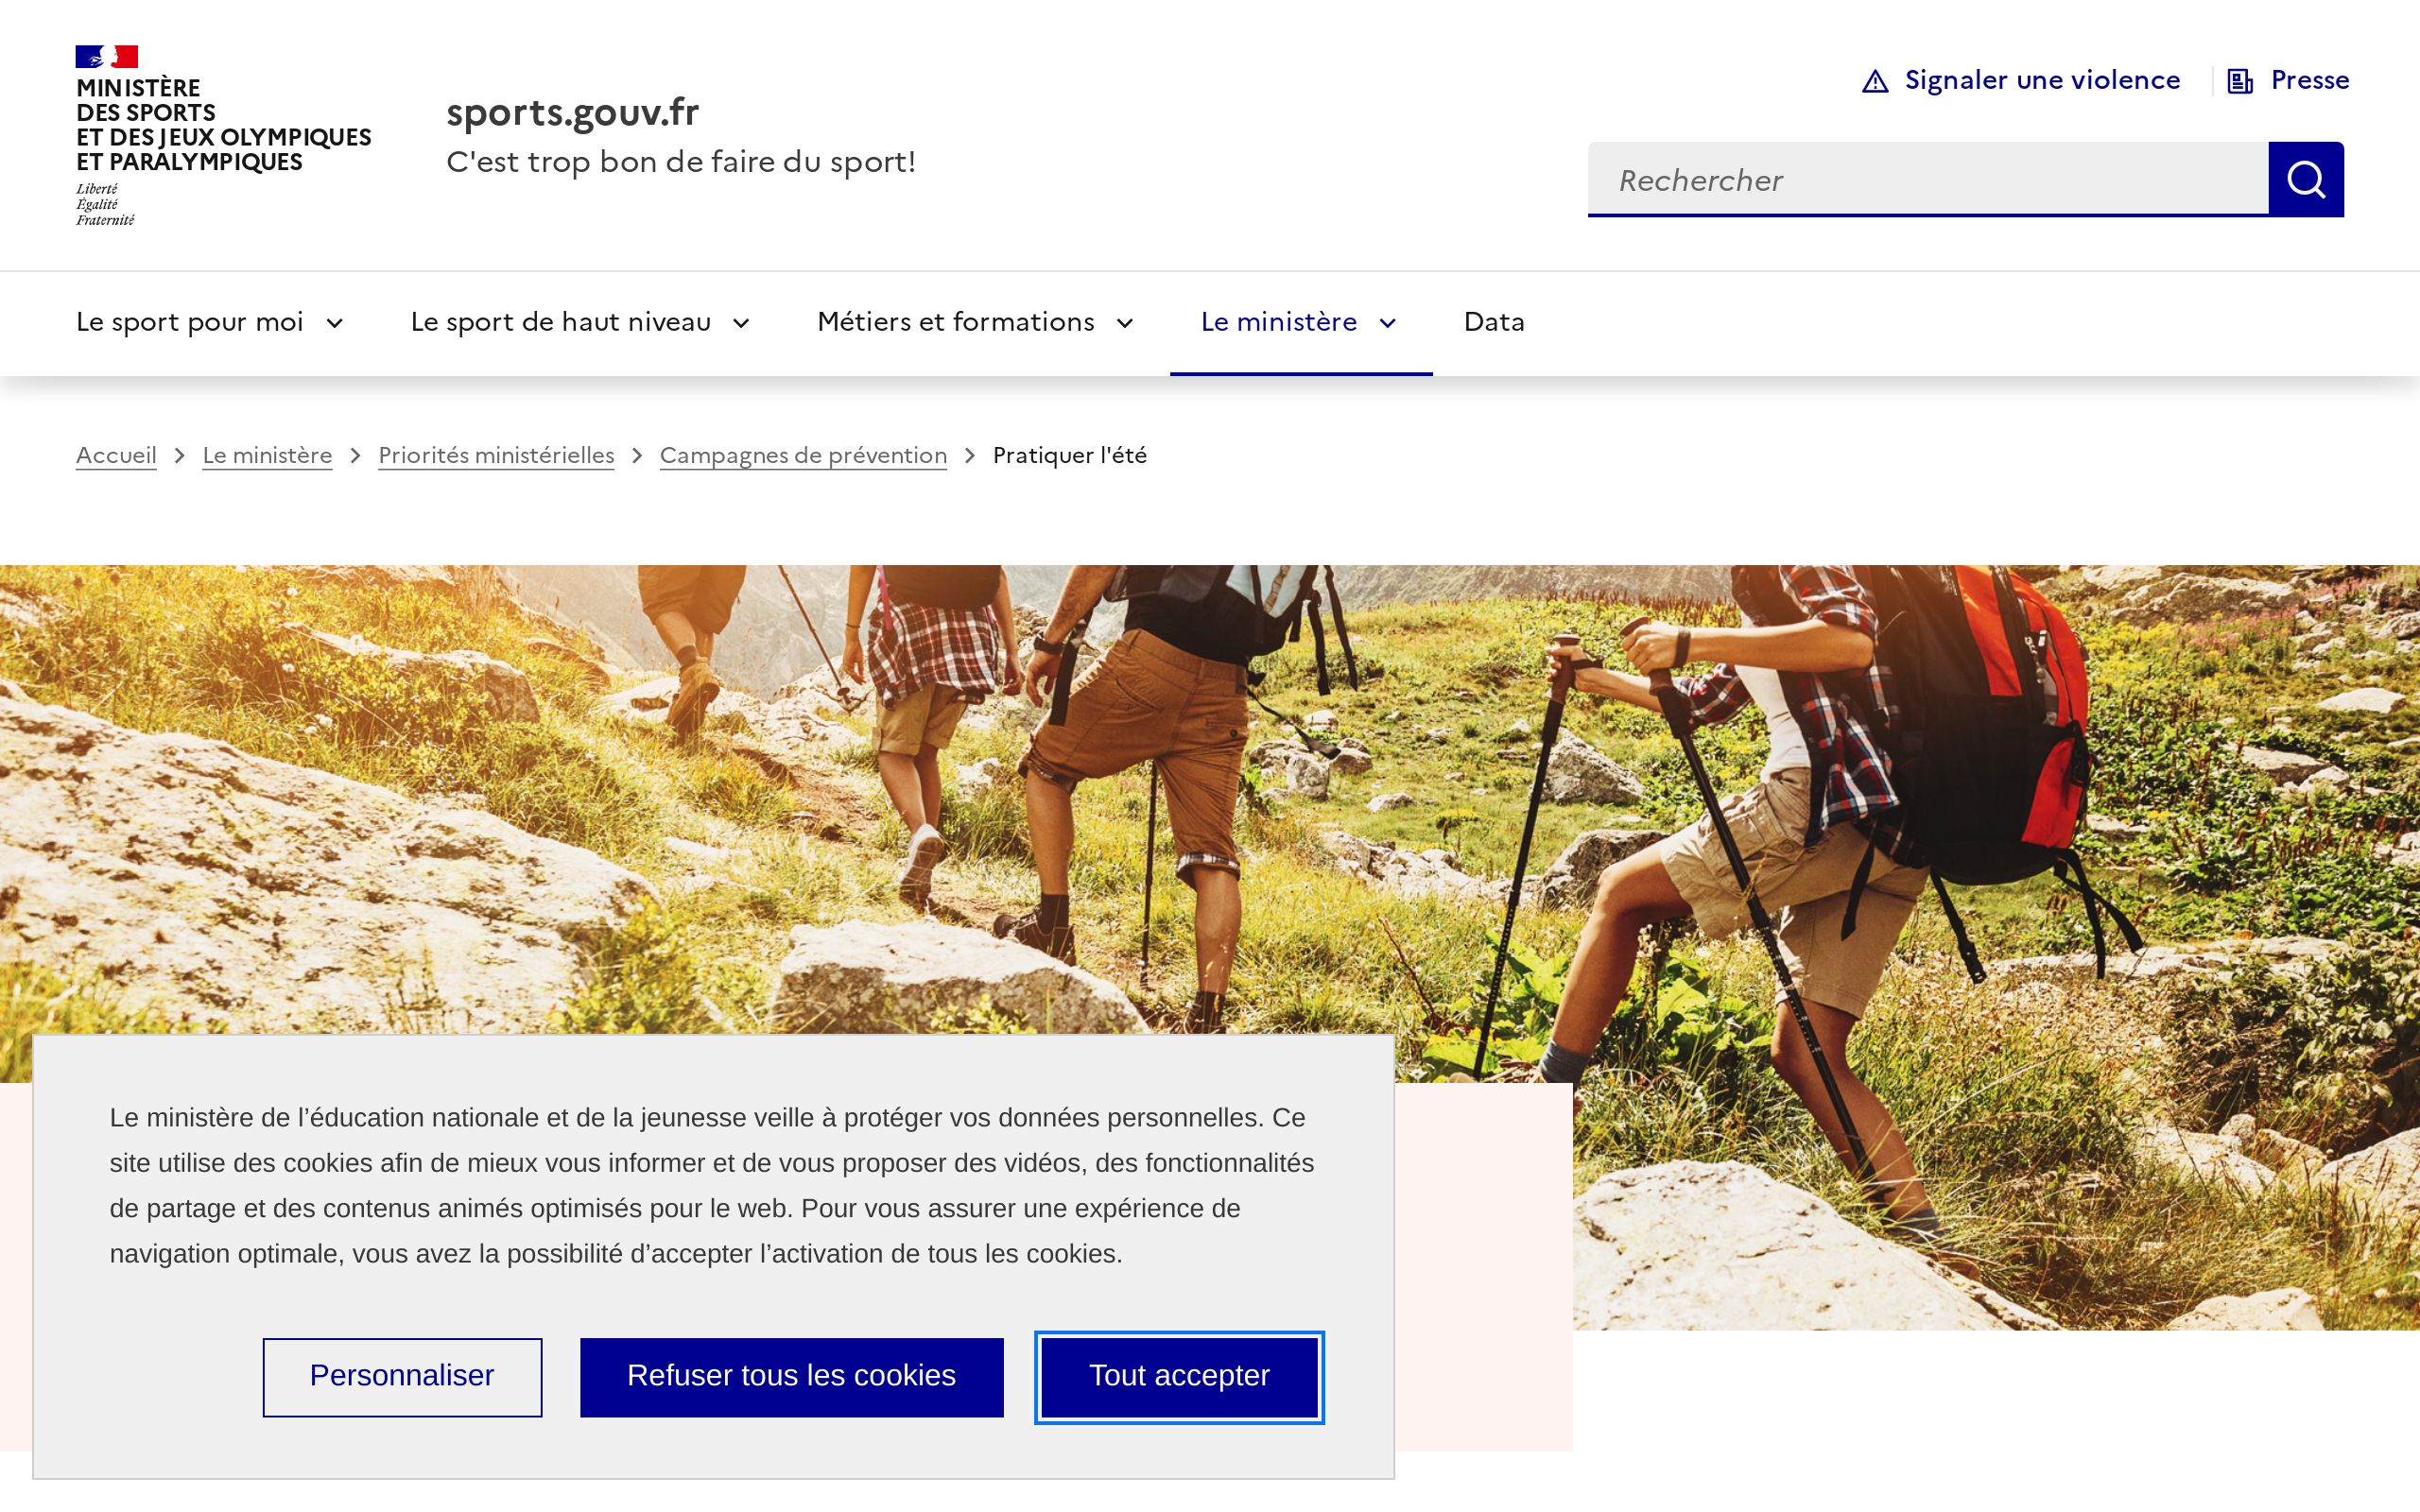 MINISTÈRE
DES SPORTS
ET DES JEUX OLYMPIQUES
ET PARALYMPIQUES
Liberté
Égalité
Fraternité
sports.gouv.fr
C'est trop bon de faire du sport!
Signaler une violence
Presse
Rechercher
Le sport pour moi
Le sport de haut niveau
Métiers et formations
Le ministère
Data
Accueil
Le ministère
Priorités ministérielles
Campagnes de prévention
Pratiquer l'été
Le ministère de l’éducation nationale et de la jeunesse veille à protéger vos données personnelles. Ce
site utilise des cookies afin de mieux vous informer et de vous proposer des vidéos, des fonctionnalités
de partage et des contenus animés optimisés pour le web. Pour vous assurer une expérience de
navigation optimale, vous avez la possibilité d’accepter l’activation de tous les cookies.
Personnaliser
Refuser tous les cookies
Tout accepter